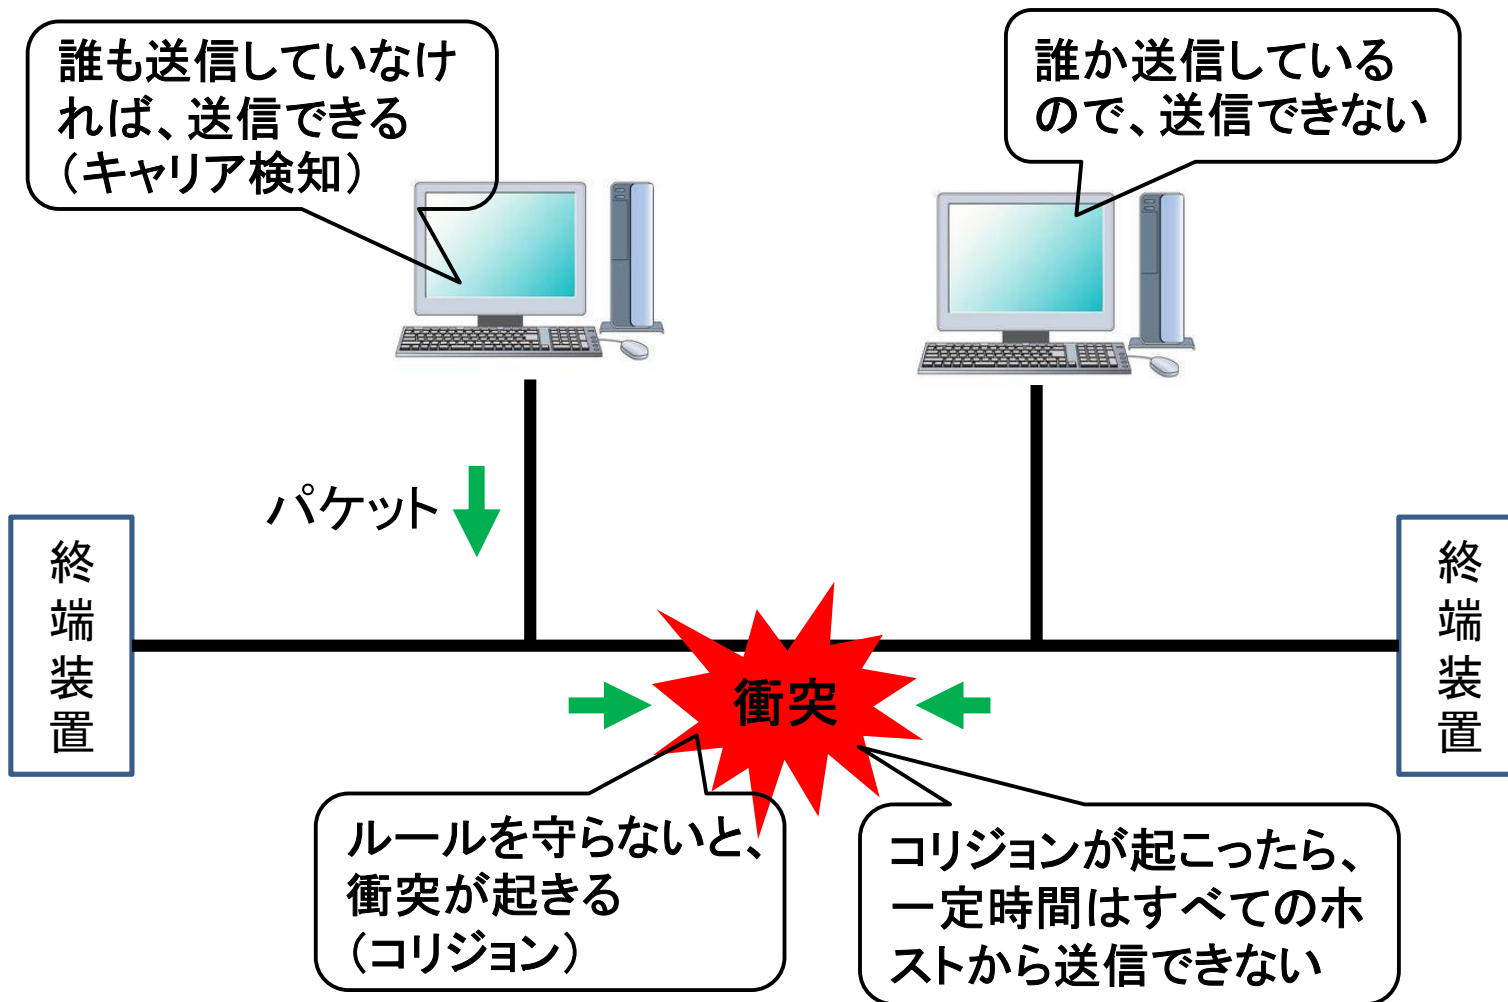 誰も送信していなけ
れば、送信できる
（キャリア検知）
誰か送信している
ので、送信できない
パケット
終端装置
終端装置
衝突
ルールを守らないと、
衝突が起きる
（コリジョン）
コリジョンが起こったら、
一定時間はすべてのホ
ストから送信できない